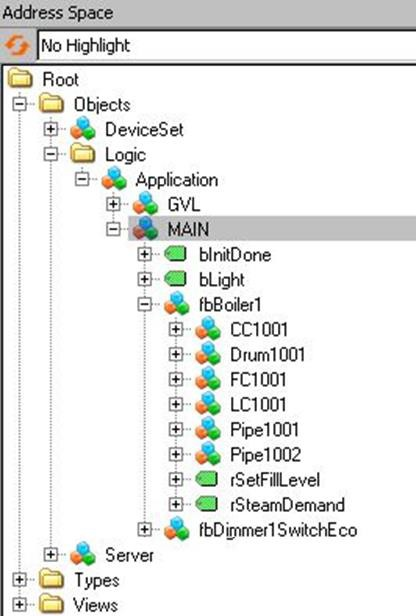 Address Space
No Highlight
Root
Objects
DeviceSet
Logic
Application
GVL
MAIN
bInitDone
bLight
fbBoiler1
CC1001
Drum1001
FC1001
LC1001
Pipe1001
Pipe1002
rSetFillLevel
rSteamDemand
fbDimmer1SwitchEco
Server
Types
Views